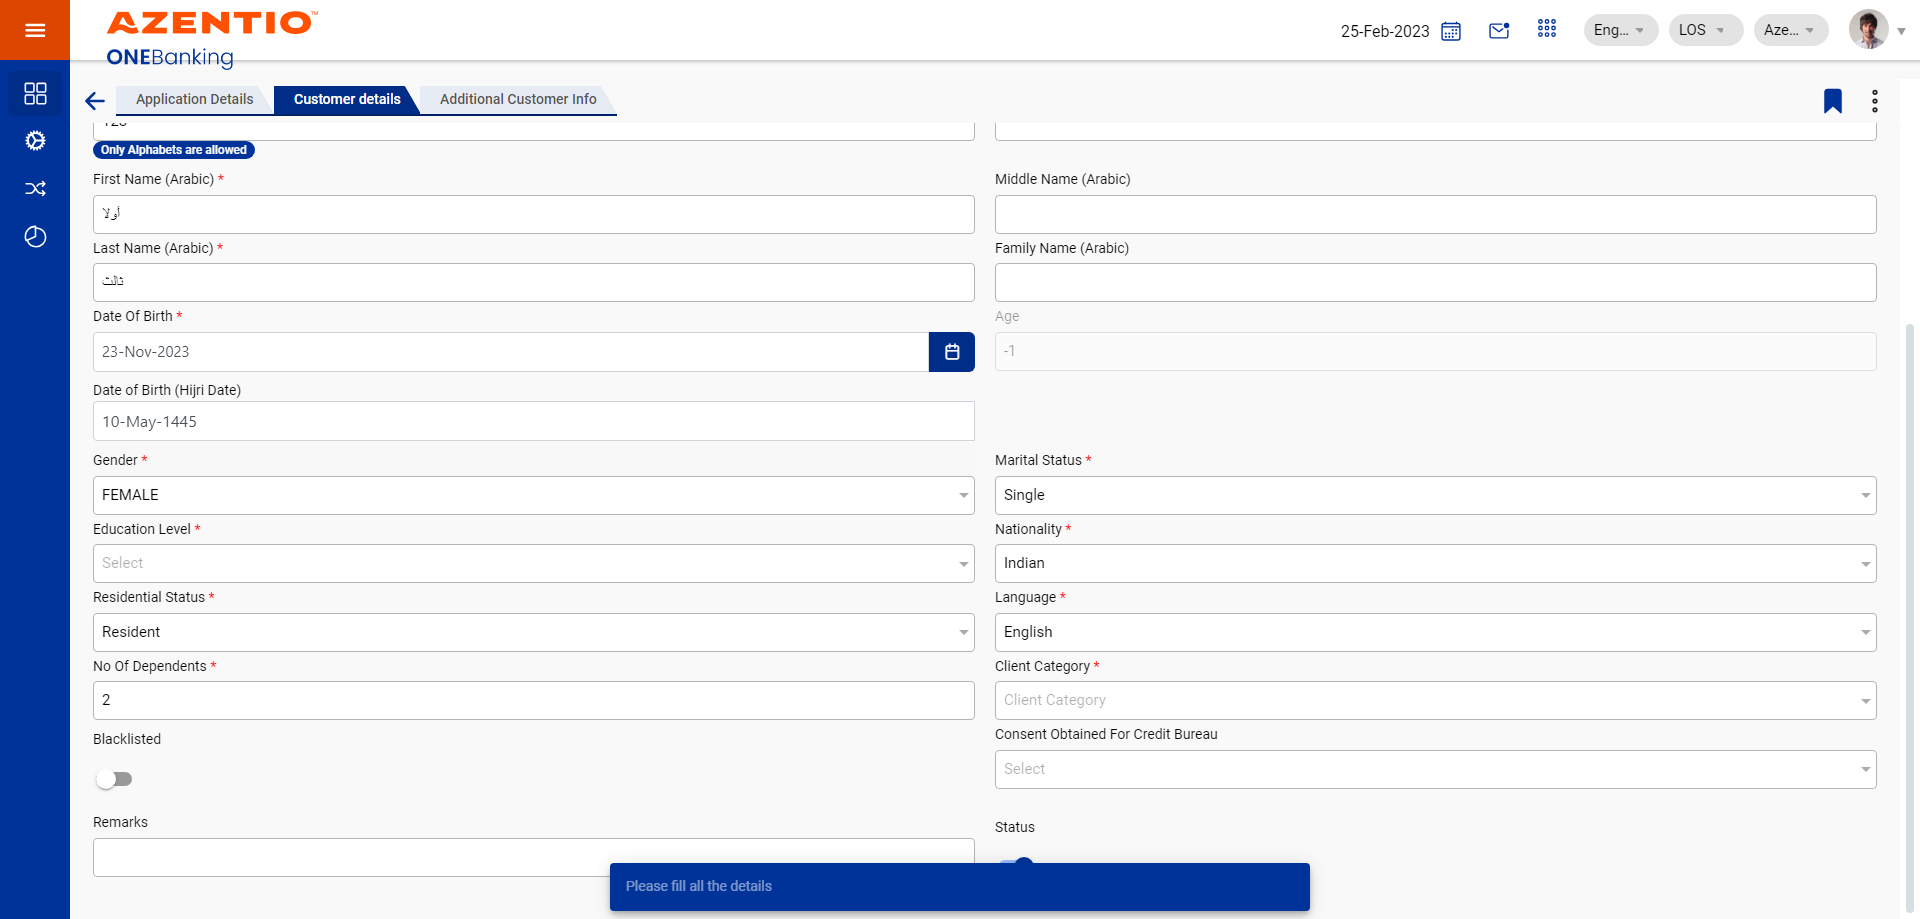 AZENTIO™
ONEBanking
25-Feb-2023
Eng...
LOS
Aze...
Application Details
Customer details
Additional Customer Info
Only Alphabets are allowed
First Name (Arabic) *
Middle Name (Arabic)
أولا
Last Name (Arabic) *
Family Name (Arabic)
ثالث
Date Of Birth *
Age
23-Nov-2023
-1
Date of Birth (Hijri Date)
10-May-1445
Gender *
Marital Status *
FEMALE
Single
Education Level *
Nationality *
Select
Indian
Residential Status *
Language *
Resident
English
No Of Dependents *
Client Category *
2
Client Category
Blacklisted
Consent Obtained For Credit Bureau
Select
Remarks
Status
Please fill all the details